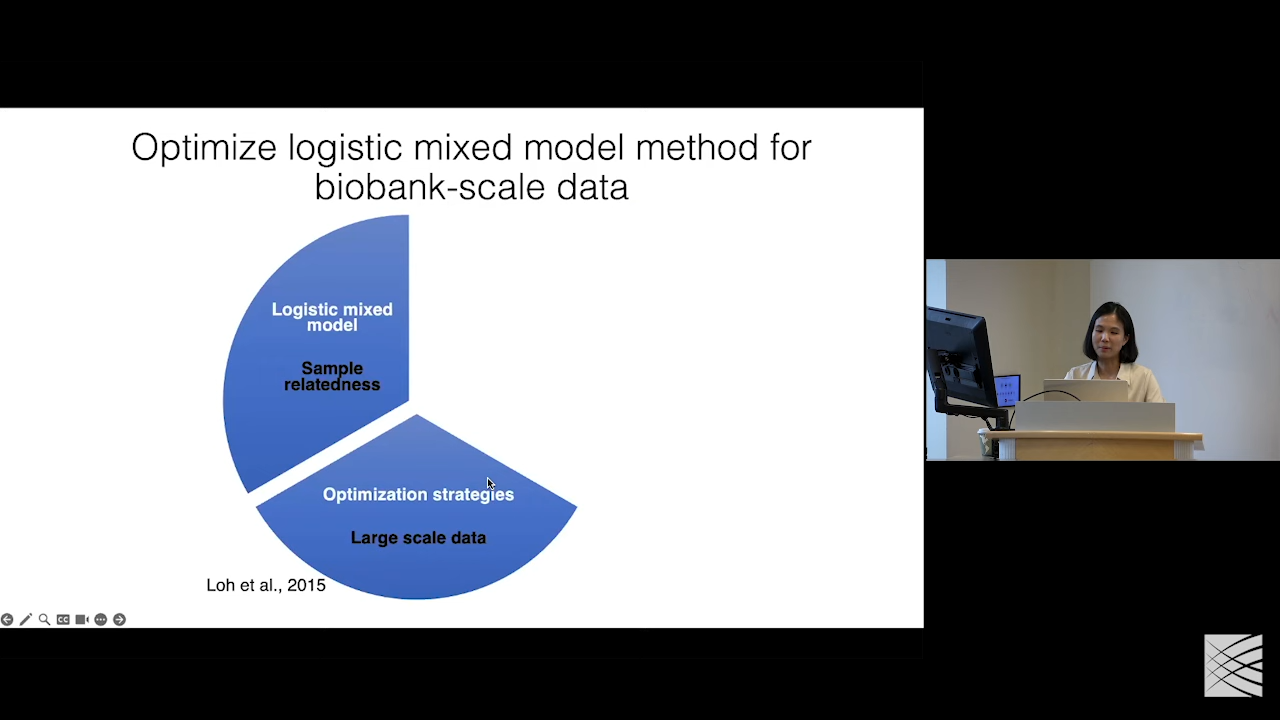 Optimize logistic mixed model method for
biobank-scale data
Logistic mixed
model
Sample
relatedness
Optimization strategies
Large scale data
Loh et al., 2015
CC